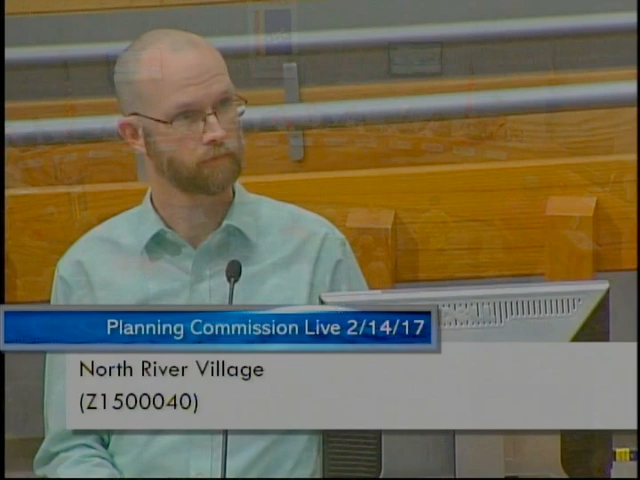 Planning Commission Live 2/14/17
North River Village
(Z1500040)